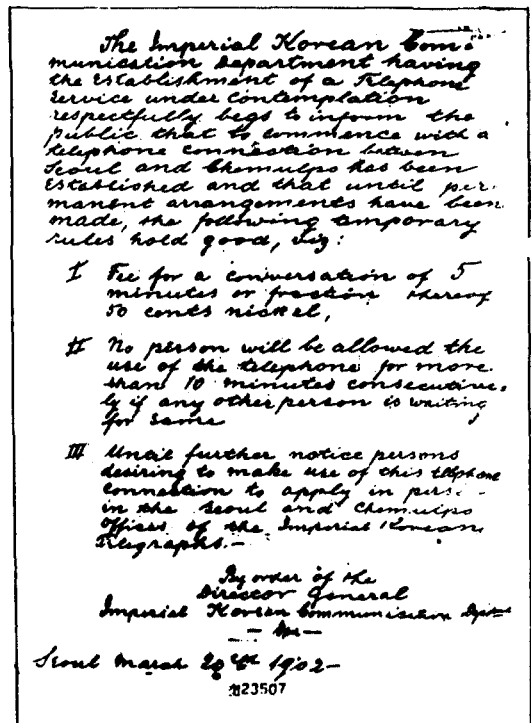 The Imperial Korean Com-
munication Department having
the Establishment of a Telephone
Service under contemplation
respectfully begs to inform the
public that to commence with a
telephone connection between
Seoul and Chemulpo has been
Established and that until per-
manent arrangements have been
made, the following temporary
rules hold good, viz:
I Fee for a conversation of 5
minutes or fraction thereof
50 cents nickel,
II No person will be allowed the
use of the telephone for more
than 10 minutes consecutive-
ly if any other person is waiting
for same
III Until further notice persons
desiring to make use of this telephone
connection to apply in
in the Seoul and Chemulpo
Offices of the Imperial Korean
Telegraphs.-
By order of the
Director General
Imperial Korean Communication Dept
Seoul March 20th 1902-
23507